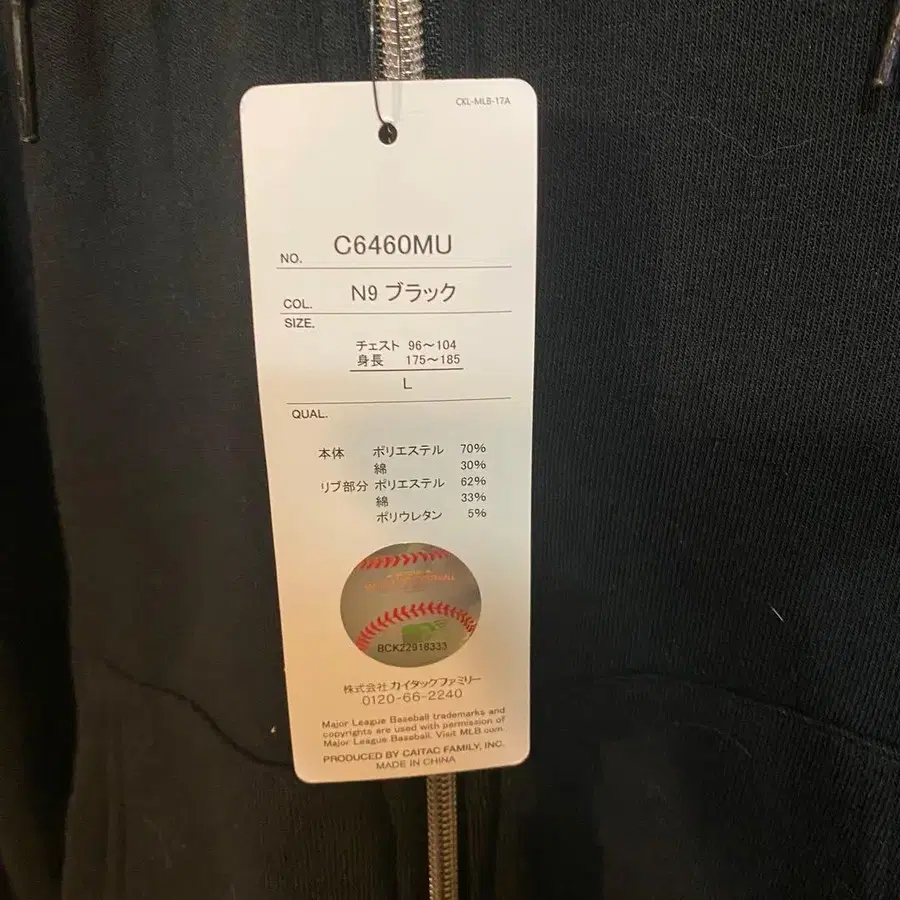 CKL-MLB-17A
NO. C6460MU
COL. N9 ブラック
SIZE.
チェスト 96～104
身長 175～185
L
QUAL.
本体 ポリエステル 70%
綿 30%
リブ部分 ポリエステル 62%
綿 33%
ポリウレタン 5%
BCK22918333
株式会社 カイタックファミリー
0120-66-2240
Major League Baseball trademarks and
copyrights are used with permission of
Major League Baseball. Visit MLB.com
PRODUCED BY CAITAC FAMILY, INC.
MADE IN CHINA